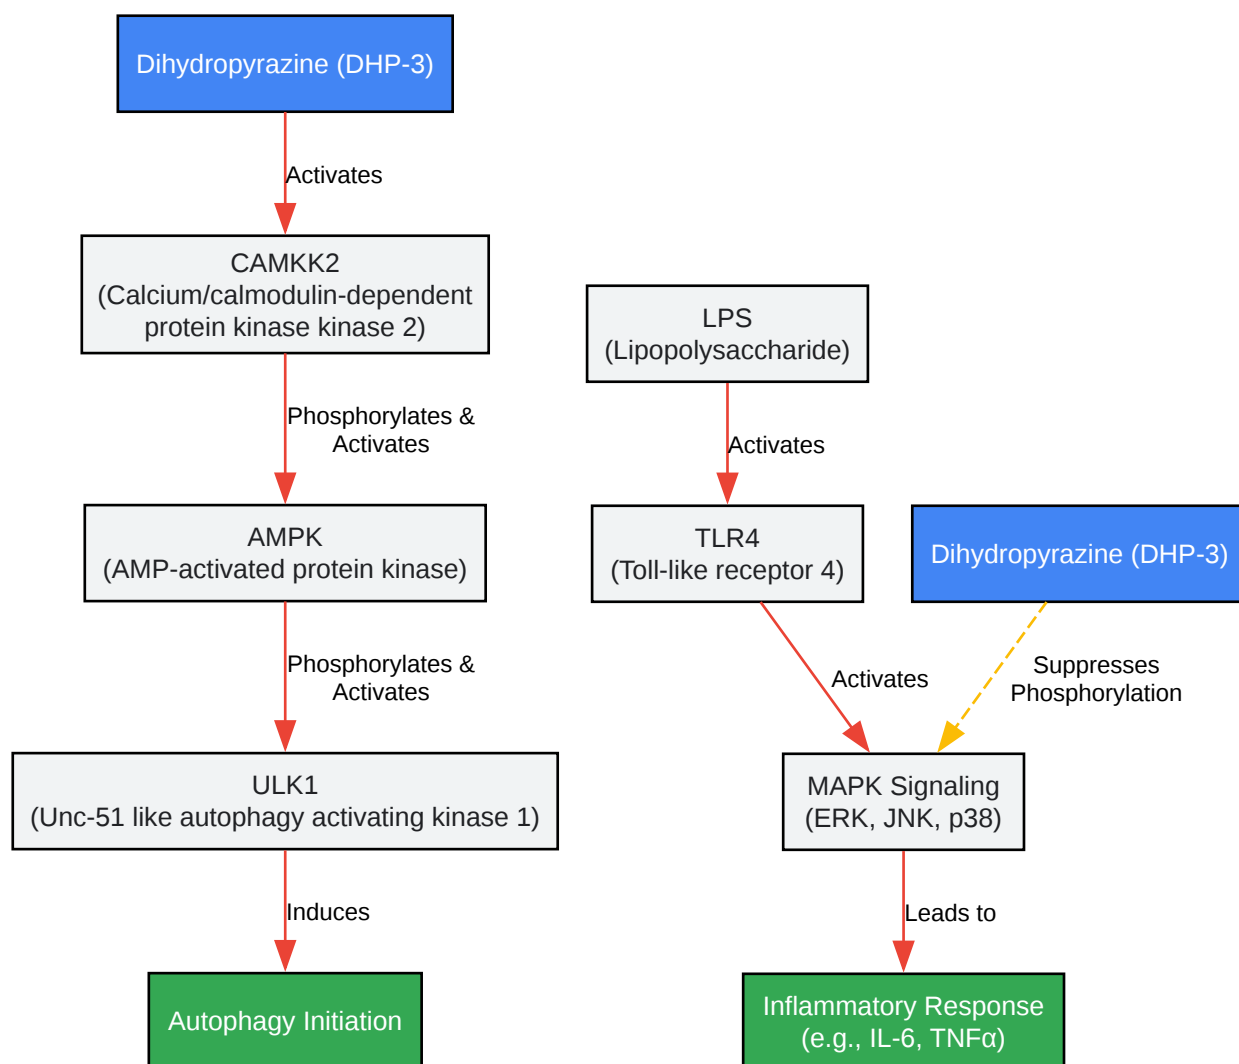 Dihydropyrazine (DHP-3)
Activates
CAMKK2
(Calcium/calmodulin-dependent
protein kinase kinase 2)
Phosphorylates &
Activates
AMPK
(AMP-activated protein kinase)
Phosphorylates &
Activates
ULK1
(Unc-51 like autophagy activating kinase 1)
Induces
Autophagy Initiation
LPS
(Lipopolysaccharide)
Activates
TLR4
(Toll-like receptor 4)
Dihydropyrazine (DHP-3)
Activates
Suppresses
Phosphorylation
MAPK Signaling
(ERK, JNK, p38)
Leads to
Inflammatory Response
(e.g., IL-6, TNFα)